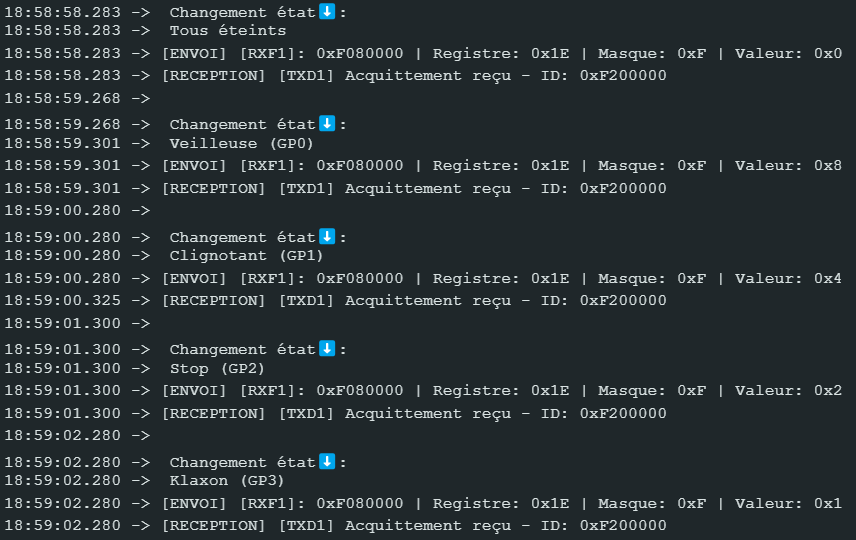 18:58:58.283 -> Changement état⬇️:
18:58:58.283 -> Tous éteints
18:58:58.283 -> [ENVOI] [RXF1]: 0xF080000 | Registre: 0x1E | Masque: 0xF | Valeur: 0x0
18:58:58.283 -> [RECEPTION] [TXD1] Acquittement reçu - ID: 0xF200000
18:58:59.268 ->
18:58:59.268 -> Changement état⬇️:
18:58:59.301 -> Veilleuse (GP0)
18:58:59.301 -> [ENVOI] [RXF1]: 0xF080000 | Registre: 0x1E | Masque: 0xF | Valeur: 0x8
18:58:59.301 -> [RECEPTION] [TXD1] Acquittement reçu - ID: 0xF200000
18:59:00.280 ->
18:59:00.280 -> Changement état⬇️:
18:59:00.280 -> Clignotant (GP1)
18:59:00.280 -> [ENVOI] [RXF1]: 0xF080000 | Registre: 0x1E | Masque: 0xF | Valeur: 0x4
18:59:00.325 -> [RECEPTION] [TXD1] Acquittement reçu - ID: 0xF200000
18:59:01.300 ->
18:59:01.300 -> Changement état⬇️:
18:59:01.300 -> Stop (GP2)
18:59:01.300 -> [ENVOI] [RXF1]: 0xF080000 | Registre: 0x1E | Masque: 0xF | Valeur: 0x2
18:59:01.300 -> [RECEPTION] [TXD1] Acquittement reçu - ID: 0xF200000
18:59:02.280 ->
18:59:02.280 -> Changement état⬇️:
18:59:02.280 -> Klaxon (GP3)
18:59:02.280 -> [ENVOI] [RXF1]: 0xF080000 | Registre: 0x1E | Masque: 0xF | Valeur: 0x1
18:59:02.280 -> [RECEPTION] [TXD1] Acquittement reçu - ID: 0xF200000